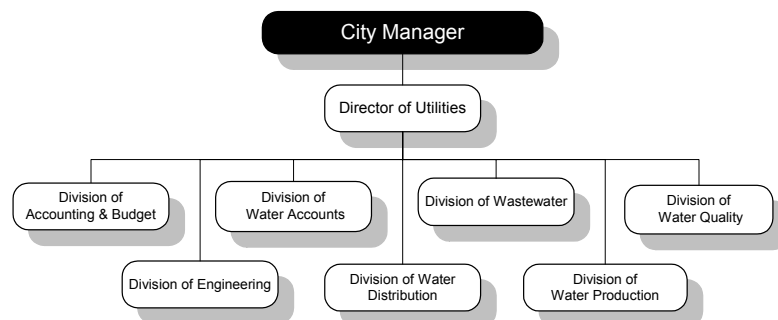 City Manager
Director of Utilities
Division of
Accounting & Budget
Division of
Water Accounts
Division of Wastewater
Division of
Water Quality
Division of Engineering
Division of Water
Distribution
Division of
Water Production